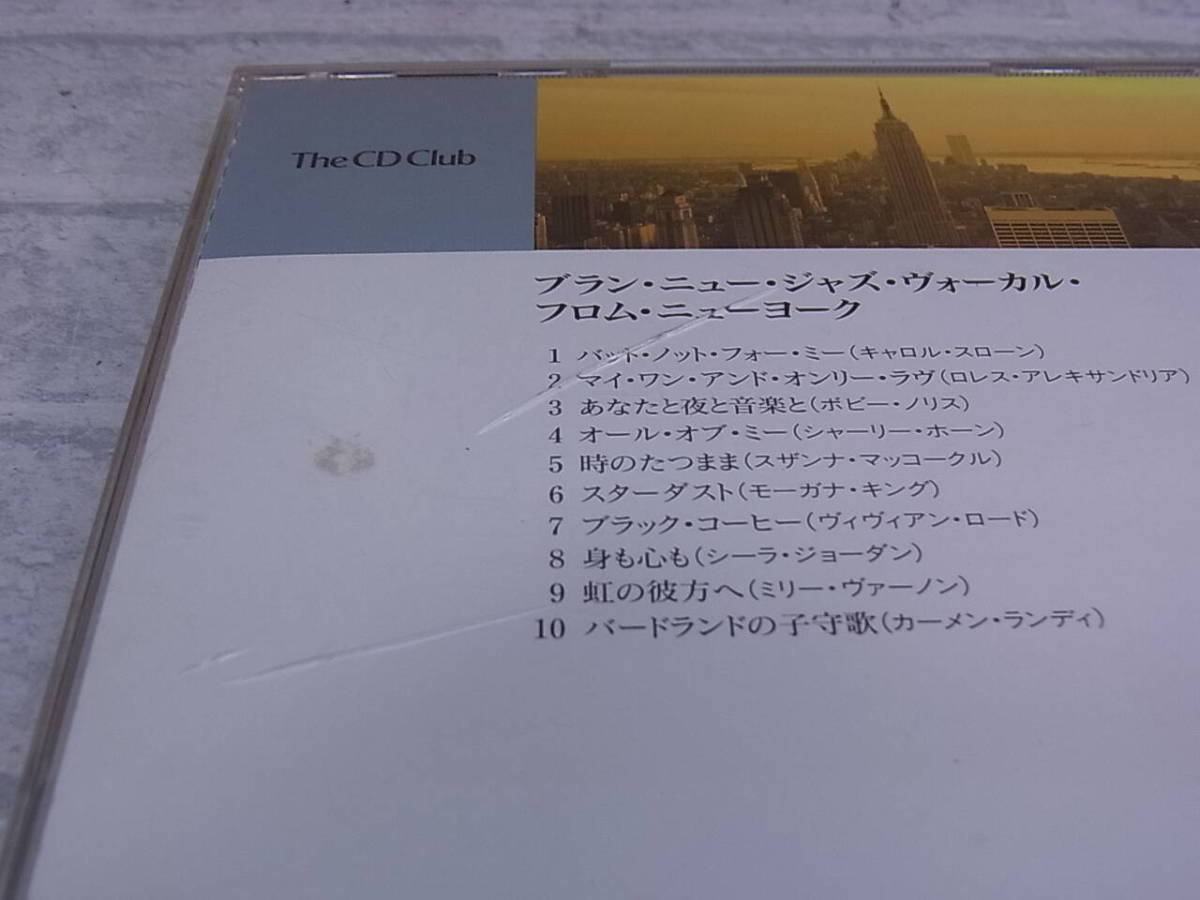 The CD Club
ブラン・ニュー・ジャズ・ヴォーカル・
フロム・ニューヨーク
1 バット・ノット・フォー・ミー(キャロル・スローン)
2 マイ・ワン・アンド・オンリー・ラヴ(ロレス・アレキサンドリア)
3 あなたと夜と音楽と(ボビー・ノリス)
4 オール・オブ・ミー(シャーリー・ホーン)
5 時のたつまま(スザンナ・マッコークル)
6 スターダスト(モーガナ・キング)
7 ブラック・コーヒー(ヴィヴィアン・ロード)
8 身も心も(シーラ・ジョーダン)
9 虹の彼方へ(ミリー・ヴァーノン)
10 バードランドの子守歌(カーメン・ランディ)